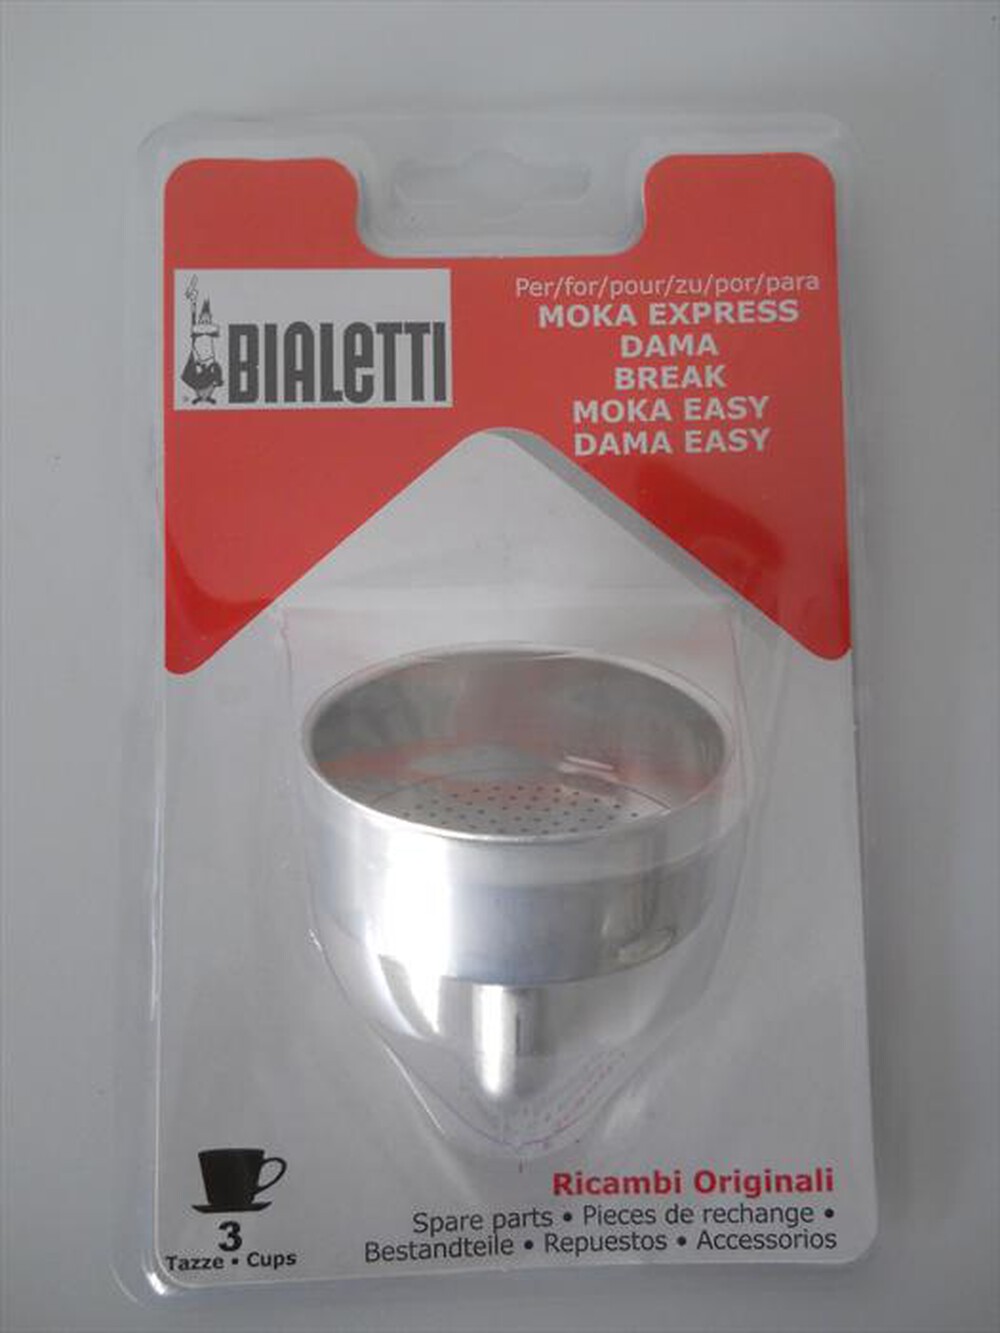 BIALETTI
Per/for/pour/zu/por/para
MOKA EXPRESS
DAMA
BREAK
MOKA EASY
DAMA EASY
Ricambi Originali
Spare parts • Pieces de rechange •
Bestandteile • Repuestos • Accessorios
3
Tazze • Cups